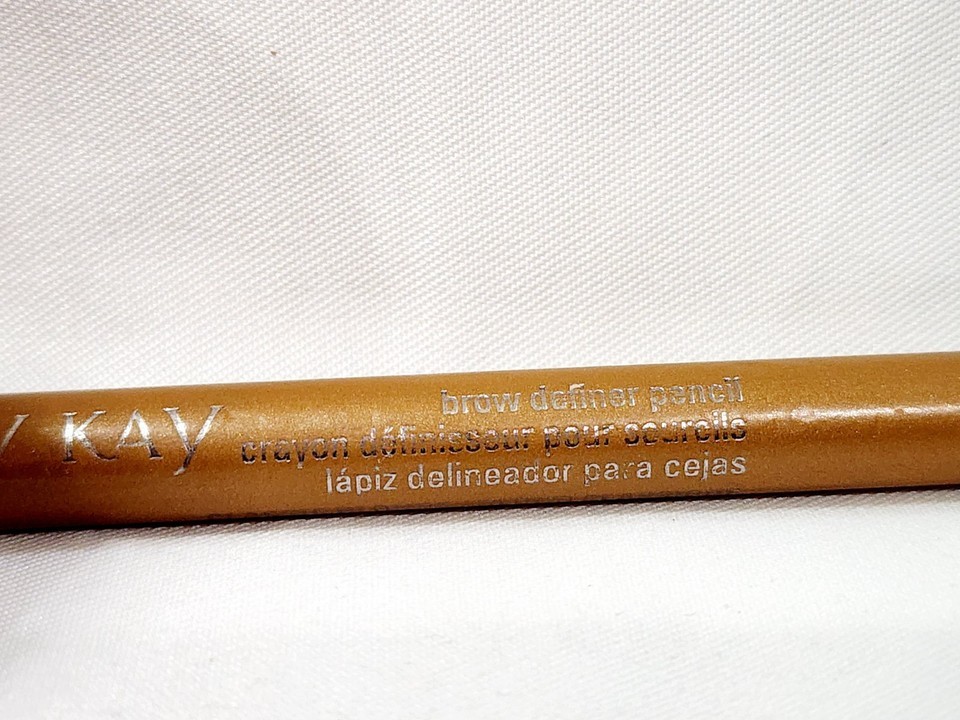 KAY
brow definer pencil
crayon définisseur pour sourcils
lápiz delineador para cejas